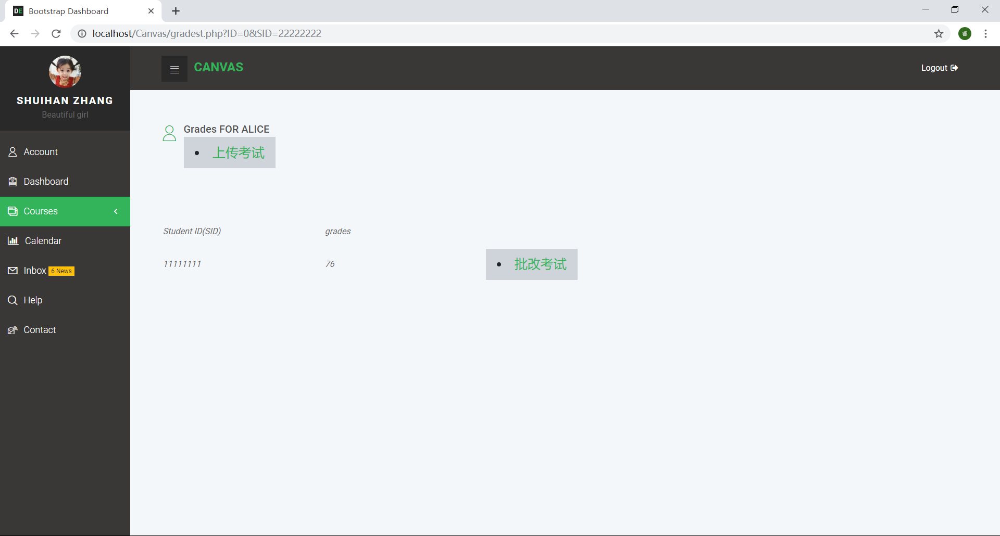 DE Bootstrap Dashboard
localhost/Canvas/gradest.php?ID=0&SID=22222222
睿
SHUIHAN ZHANG
Beautiful girl
Account
Dashboard
Courses
Calendar
Inbox 6 News
Help
Contact
CANVAS
Logout
Grades FOR ALICE
• 上传考试
Student ID(SID) grades
11111111 76 • 批改考试